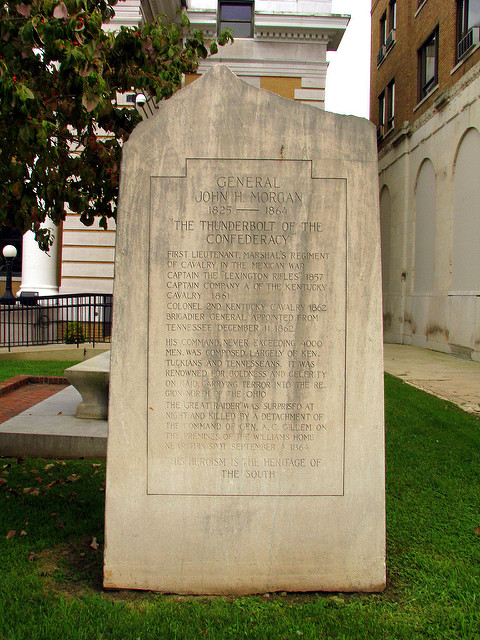 GENERAL
JOHN H. MORGAN
1825 — 1864
"THE THUNDERBOLT OF THE
CONFEDERACY"
FIRST LIEUTENANT, MARSHAL'S REGIMENT
OF CAVALRY IN THE MEXICAN WAR
CAPTAIN THE LEXINGTON RIFLES 1857
CAPTAIN COMPANY A OF THE KENTUCKY
CAVALRY 1861
COLONEL 2ND KENTUCKY CAVALRY 1862
BRIGADIER GENERAL, APPOINTED FROM
TENNESSEE DECEMBER 11, 1862
HIS COMMAND, NEVER EXCEEDING 4000
MEN, WAS COMPOSED LARGELY OF KEN-
TUCKIANS AND TENNESSEANS. IT WAS
RENOWNED FOR BOLDNESS AND CELERITY
ON RAID, CARRYING TERROR INTO THE RE-
GION NORTH OF THE OHIO
THE GREAT RAIDER WAS SURPRISED AT
NIGHT AND KILLED BY A DETACHMENT OF
THE COMMAND OF GEN. A. C. GILLEM, ON
THE PREMISES OF THE WILLIAMS HOME
SPOT SEPTEMBER 1864
HIS HEROISM IS THE HERITAGE OF
THE SOUTH